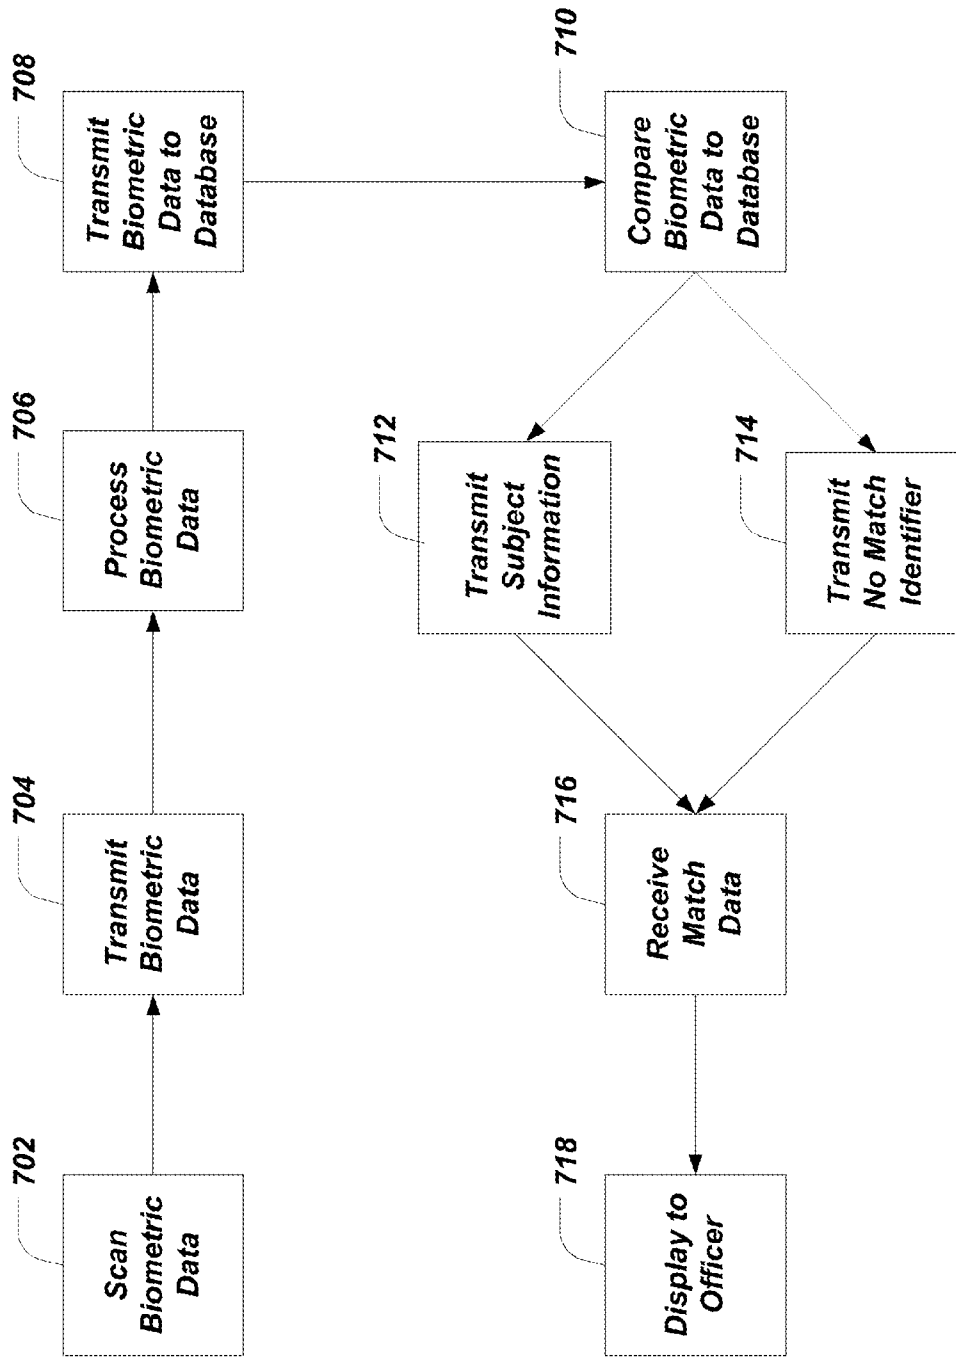 702
Scan
Biometric
Data
704
Transmit
Biometric
Data
706
Process
Biometric
Data
708
Transmit
Biometric
Data to
Database
710
Compare
Biometric
Data to
Database
712
Transmit
Subject
Information
714
Transmit
No Match
Identifier
716
Receive
Match
Data
718
Display to
Officer